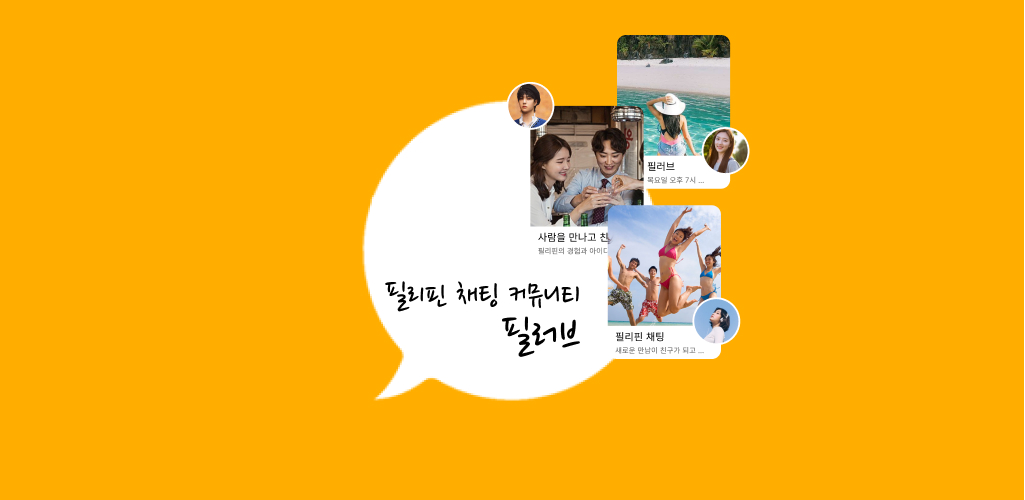 필러브
목요일 오후 7시 ...
사람을 만나고 친
필리핀의 경험과 아이디
필리핀 채팅 커뮤니티
필러브
필리핀 채팅
새로운 만남이 친구가 되고 ...